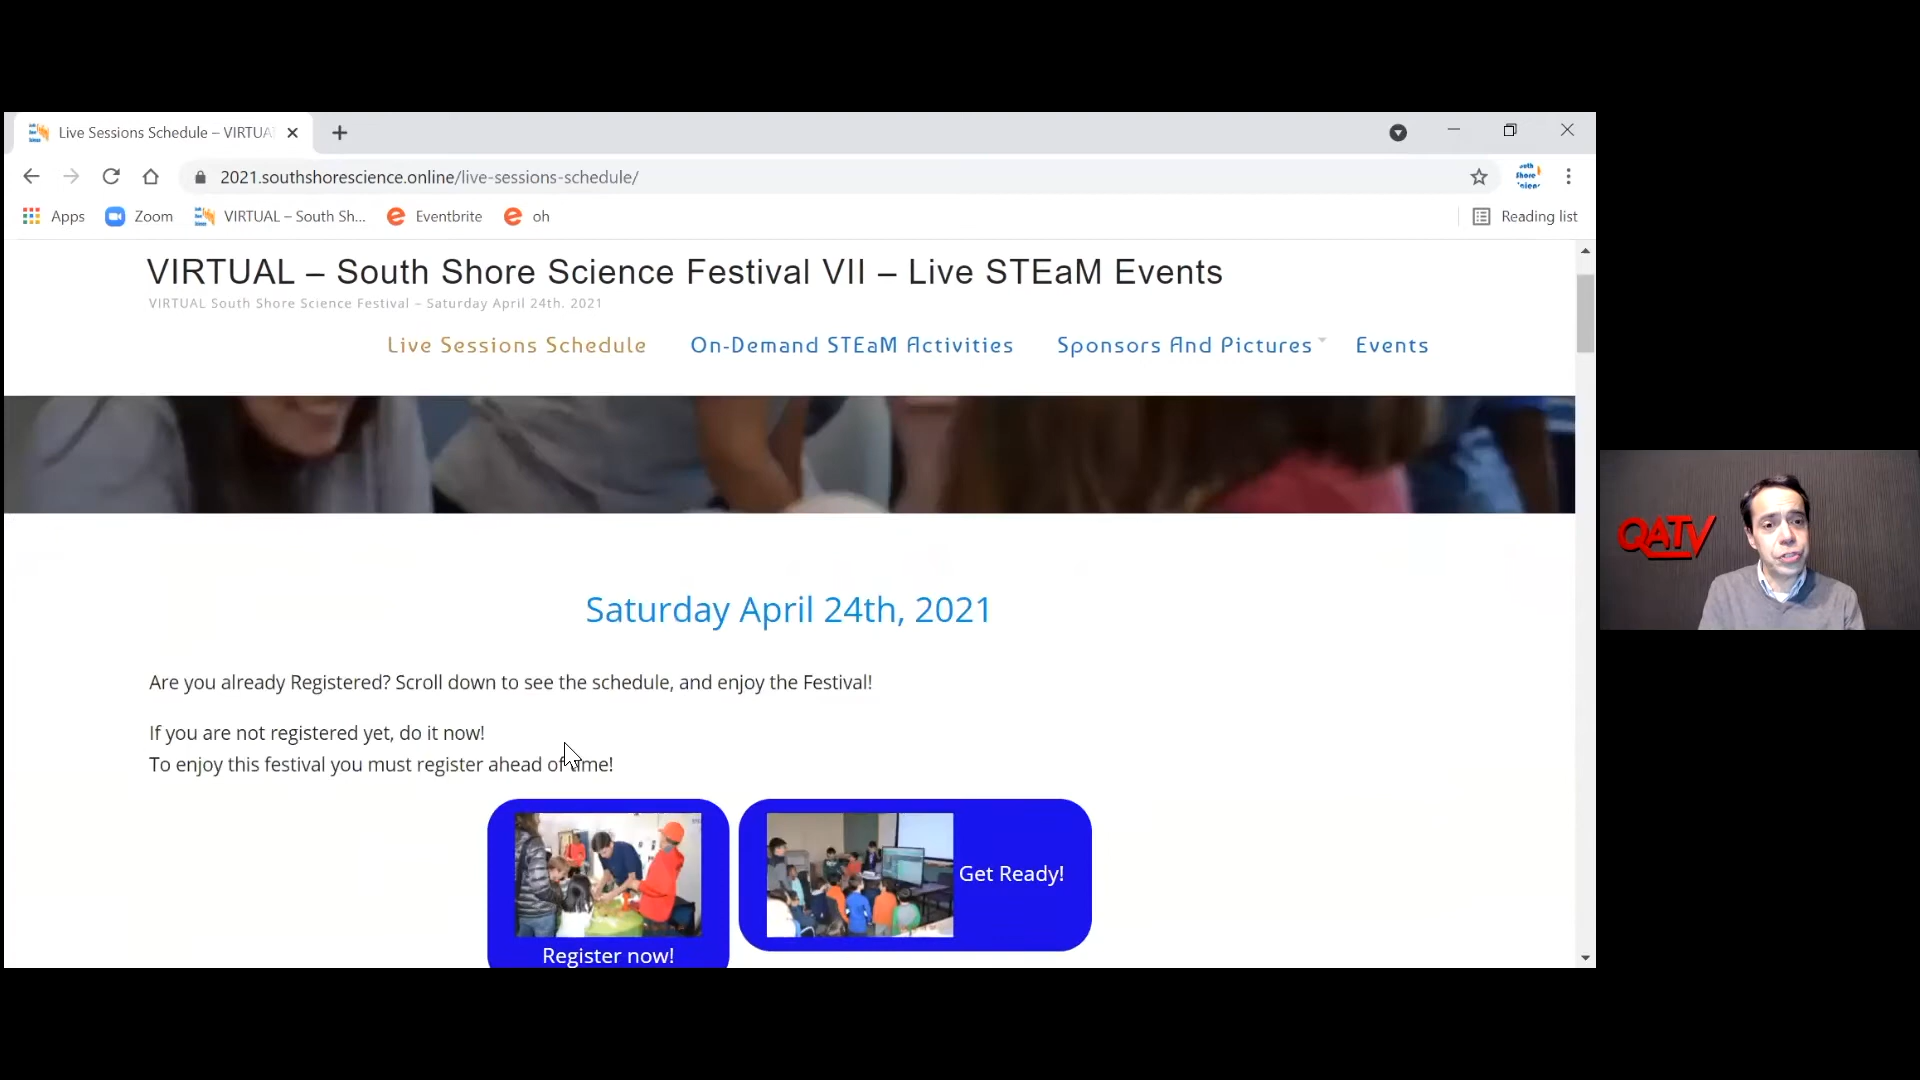 Live Sessions Schedule – VIRTUA
2021.southshorescience.online/live-sessions-schedule/
Apps Zoom VIRTUAL – South Sh... Eventbrite oh Reading list
VIRTUAL – South Shore Science Festival VII – Live STEaM Events
VIRTUAL South Shore Science Festival – Saturday April 24th. 2021
Live Sessions Schedule On-Demand STEaM Activities Sponsors And Pictures Events
QATV
Saturday April 24th, 2021
Are you already Registered? Scroll down to see the schedule, and enjoy the Festival!
If you are not registered yet, do it now!
To enjoy this festival you must register ahead of time!
Get Ready!
Register now!